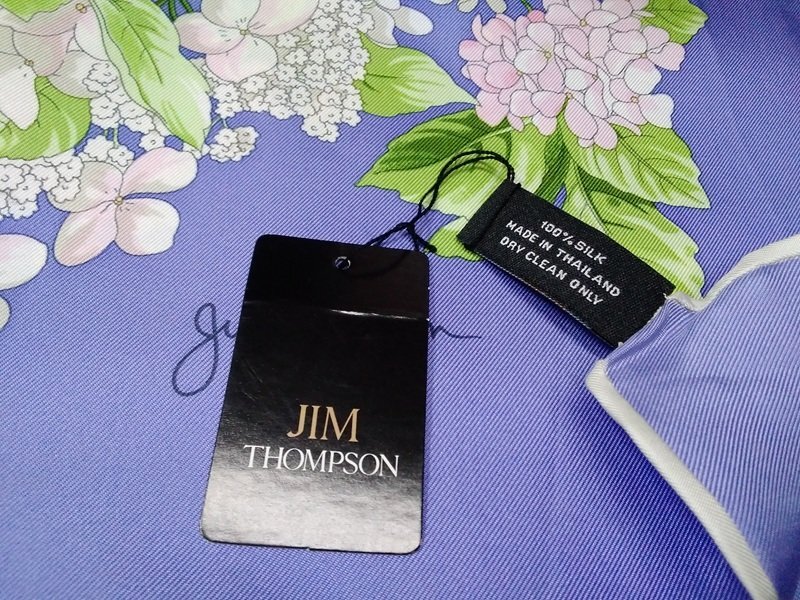 100% SILK
MADE IN THAILAND
DRY CLEAN ONLY
JIM
THOMPSON